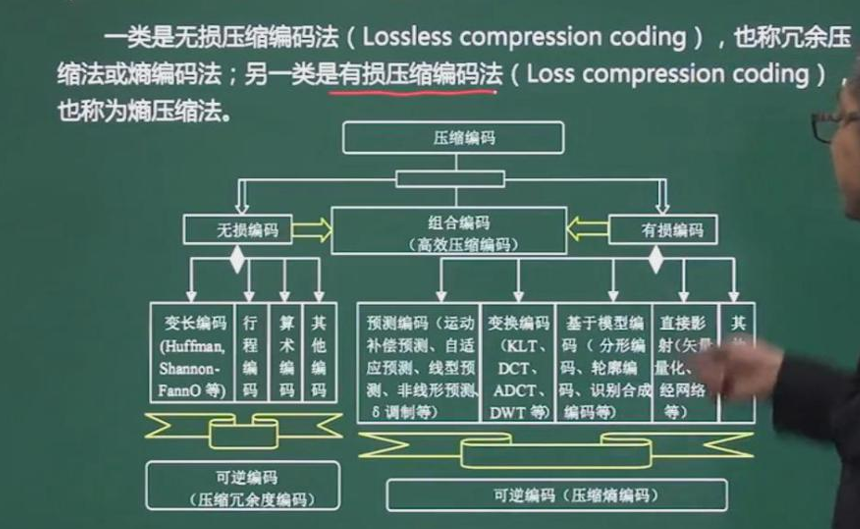 一类是无损压缩编码法（Lossless compression coding），也称冗余压
缩法或熵编码法；另一类是有损压缩编码法（Loss compression coding），
也称为熵压缩法。
压缩编码
无损编码
组合编码
（高效压缩编码）
有损编码
变长编码
(Huffman,
Shannon-
FannO 等)
行
程
编
码
算
术
编
码
其
他
编
码
预测编码（运动
补偿预测、自适
应预测、线型预
测、非线形预测、
δ 调制等）
变换编码
（KLT、
DCT、
ADCT、
DWT 等）
基于模型编
码（ 分形编
码、轮廓编
码、识别合成
编码等）
直接影
射（矢量
量化、
经网络
等）
其
可逆编码
（压缩冗余度编码）
可逆编码（压缩熵编码）